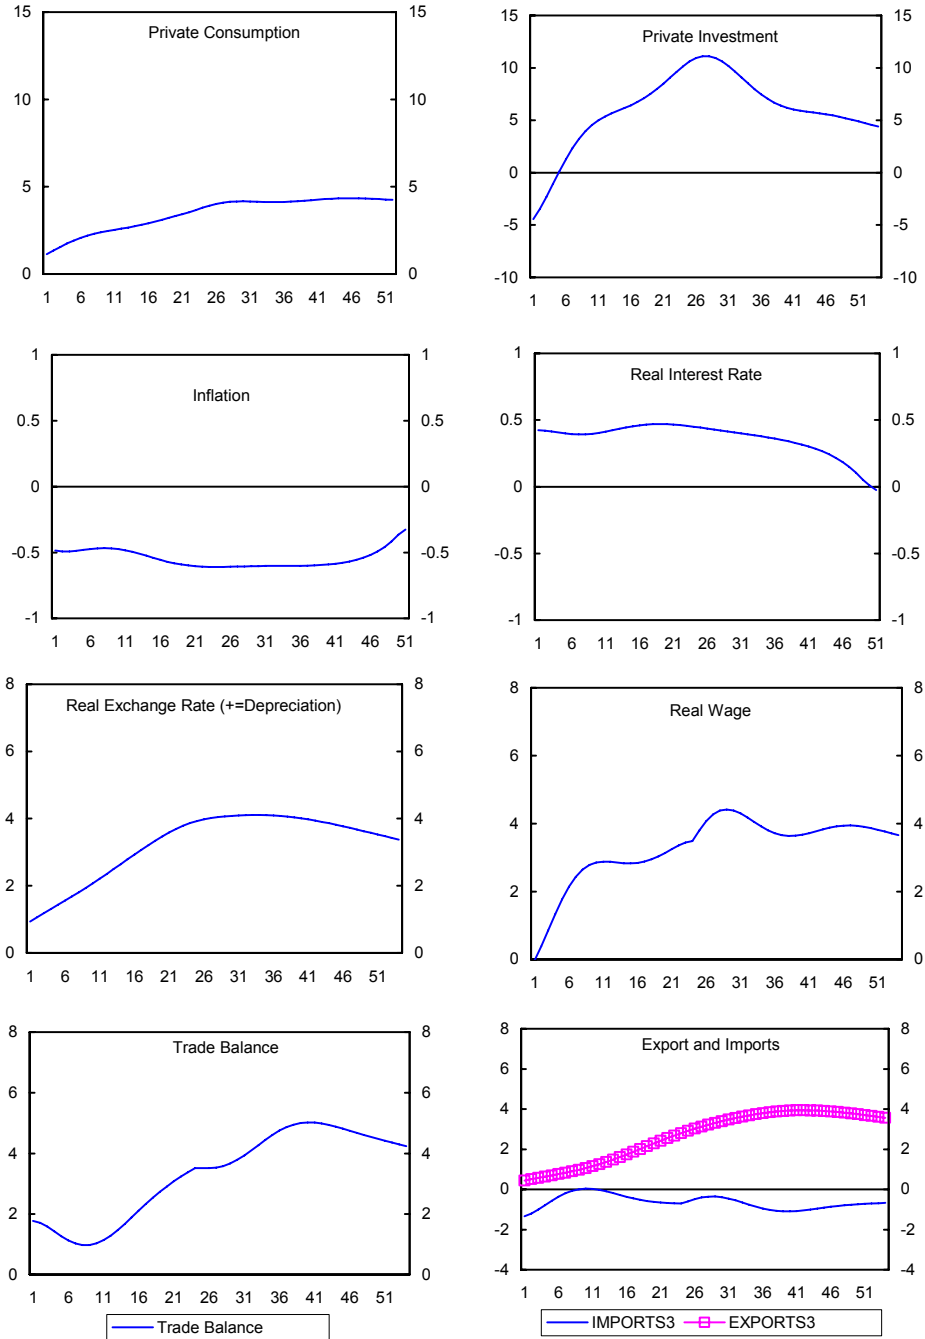 Private Consumption
15 15
10 10
5 5
0 0
1 6 11 16 21 26 31 36 41 46 51
Private Investment
15 15
10 10
5 5
0 0
-5 -5
-10 -10
1 6 11 16 21 26 31 36 41 46 51
Inflation
1 1
0.5 0.5
0 0
-0.5 -0.5
-1 -1
1 6 11 16 21 26 31 36 41 46 51
Real Interest Rate
1 1
0.5 0.5
0 0
-0.5 -0.5
-1 -1
1 6 11 16 21 26 31 36 41 46 51
Real Exchange Rate (+=Depreciation)
8 8
6 6
4 4
2 2
0 0
1 6 11 16 21 26 31 36 41 46 51
Real Wage
8 8
6 6
4 4
2 2
0 0
1 6 11 16 21 26 31 36 41 46 51
Trade Balance
8 8
6 6
4 4
2 2
0 0
1 6 11 16 21 26 31 36 41 46 51
Trade Balance
Export and Imports
8 8
6 6
4 4
2 2
0 0
-2 -2
-4 -4
1 6 11 16 21 26 31 36 41 46 51
IMPORTS3 EXPORTS3